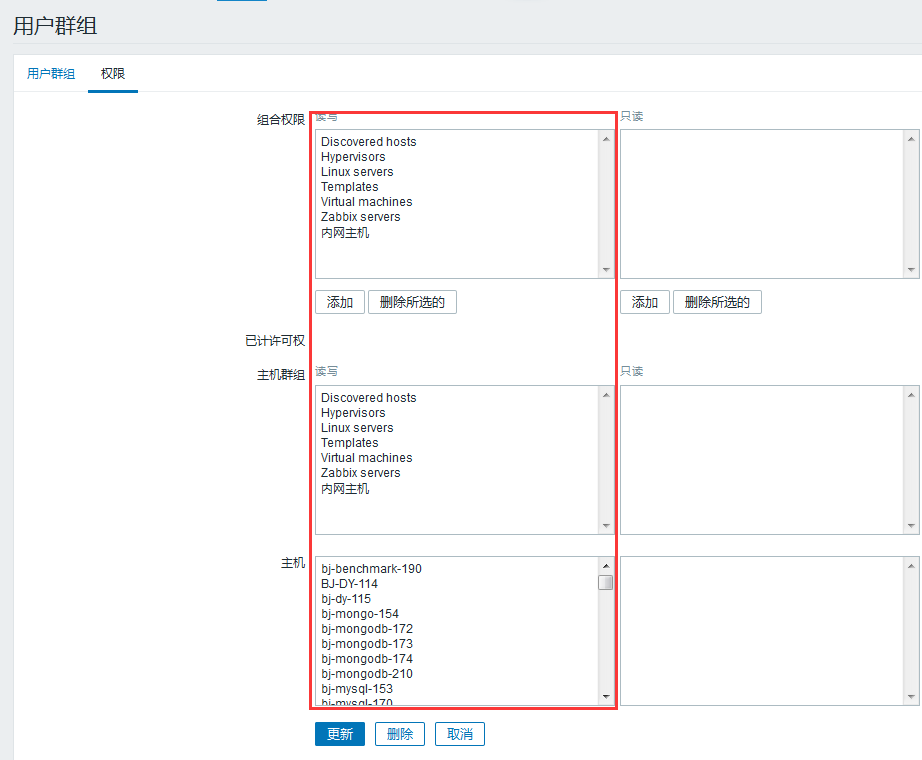 用户群组
用户群组 权限
组合权限 读写 只读
Discovered hosts
Hypervisors
Linux servers
Templates
Virtual machines
Zabbix servers
内网主机
添加 删除所选的 添加 删除所选的
已计许可权
主机群组 读写 只读
Discovered hosts
Hypervisors
Linux servers
Templates
Virtual machines
Zabbix servers
内网主机
主机
bj-benchmark-190
BJ-DY-114
bj-dy-115
bj-mongo-154
bj-mongodb-172
bj-mongodb-173
bj-mongodb-174
bj-mongodb-210
bj-mysql-153
bj-mysql-170
更新 删除 取消